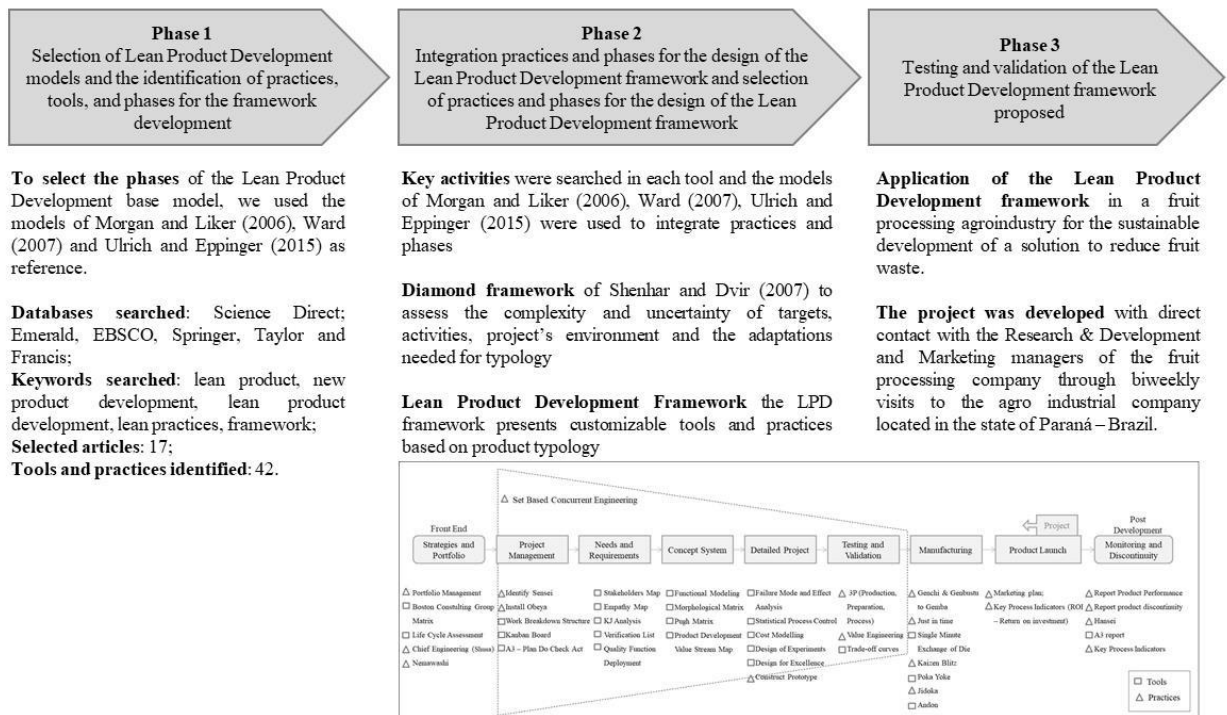 Phase 1
Selection of Lean Product Development
models and the identification of practices,
tools, and phases for the framework
development
Phase 2
Integration practices and phases for the design of the
Lean Product Development framework and selection
of practices and phases for the design of the Lean
Product Development framework
Phase 3
Testing and validation of the Lean
Product Development framework
proposed
To select the phases of the Lean Product
Development base model, we used the
models of Morgan and Liker (2006), Ward
(2007) and Ulrich and Eppinger (2015) as
reference.
Databases searched: Science Direct;
Emerald, EBSCO, Springer, Taylor and
Francis;
Keywords searched: lean product, new
product development, lean product
development, lean practices, framework;
Selected articles: 17;
Tools and practices identified: 42.
Key activities were searched in each tool and the models
of Morgan and Liker (2006), Ward (2007), Ulrich and
Eppinger (2015) were used to integrate practices and
phases
Diamond framework of Shenhar and Dvir (2007) to
assess the complexity and uncertainty of targets,
activities, project's environment and the adaptations
needed for typology
Lean Product Development Framework the LPD
framework presents customizable tools and practices
based on product typology
Application of the Lean Product
Development framework in a fruit
processing agroindustry for the sustainable
development of a solution to reduce fruit
waste.
The project was developed with direct
contact with the Research & Development
and Marketing managers of the fruit
processing company through biweekly
visits to the agro industrial company
located in the state of Paraná – Brazil.
Set Based Concurrent Engineering
Front End
Strategies and
Portfolio
Project
Management
Needs and
Requirements
Concept System
Detailed Project
Testing and
Validation
Manufacturing
Project
Product Launch
Post
Development
Monitoring and
Discontinuity
Portfolio Management
Boston Constulting Group
Matrix
Life Cycle Assessment
Chief Engineering (Shusa)
Nemawashi
Identify Sensei
Install Obeya
Work Breakdown Structure
Kanban Board
A3 – Plan Do Check Act
Stakeholders Map
Empathy Map
KJ Analysis
Verification List
Quality Function
Deployment
Functional Modeling
Morphological Matrix
Pugh Matrix
Product Development
Value Stream Map
Failure Mode and Effect
Analysis
Statistical Process Control
Cost Modelling
Design of Experiments
Design for Excellence
Construct Prototype
3P (Production,
Preparation,
Process)
Value Engineering
Trade-off curves
Genchi & Genbutsu
to Gemba
Just in time
Single Minute
Exchange of Die
Kaizen Blitz
Poka Yoke
Jidoka
Andon
Marketing plan;
Key Process Indicators (ROI
– Return on investment)
Report Product Performance
Report product discontinuity
Hansei
A3 report
Key Process Indicators
Tools
Practices